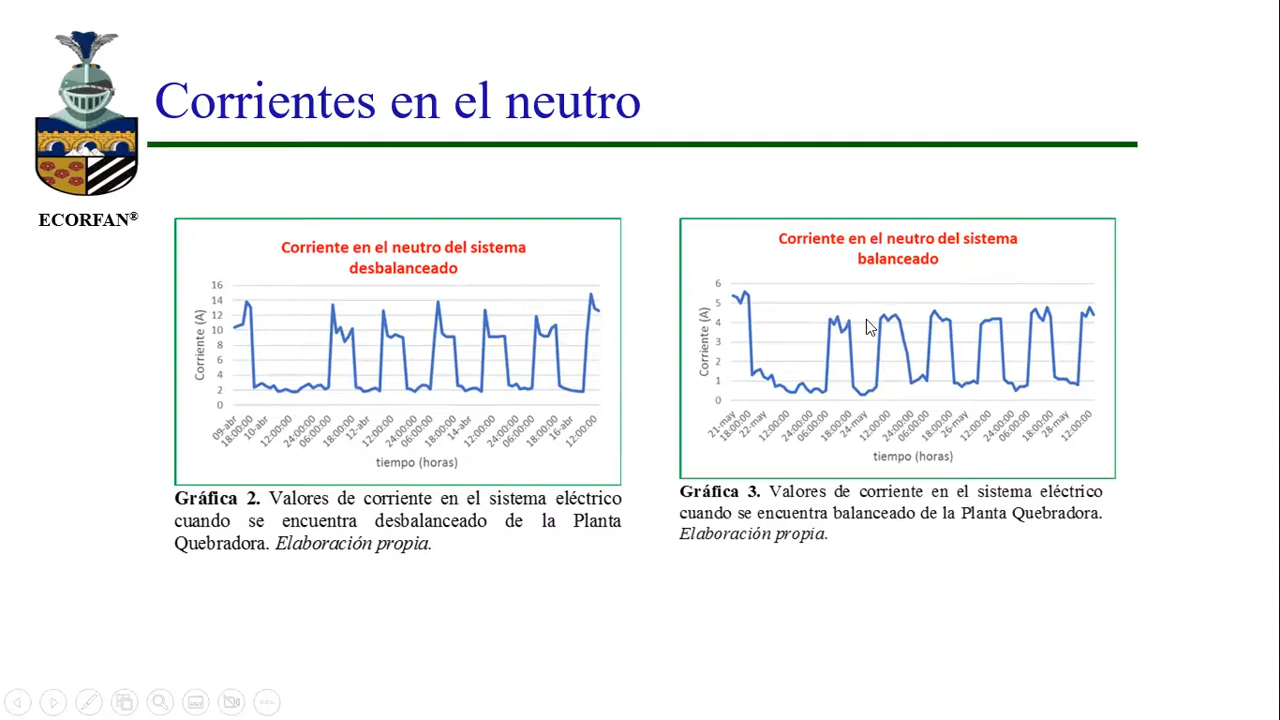 Corrientes en el neutro
ECORFAN®
Corriente en el neutro del sistema
desbalanceado
Corriente (A)
16
14
12
10
8
6
4
2
0
09-abr
18:00:00
10-abr
12:00:00
24:00:00
06:00:00
18:00:00
12-abr
12:00:00
24:00:00
06:00:00
18:00:00
14-abr
12:00:00
24:00:00
06:00:00
18:00:00
16-abr
12:00:00
tiempo (horas)
Gráfica 2. Valores de corriente en el sistema eléctrico
cuando se encuentra desbalanceado de la Planta
Quebradora. Elaboración propia.
Corriente en el neutro del sistema
balanceado
Corriente (A)
6
5
4
3
2
1
0
21-may
18:00:00
22-may
12:00:00
24:00:00
06:00:00
18:00:00
24-may
12:00:00
24:00:00
06:00:00
18:00:00
26-may
12:00:00
24:00:00
06:00:00
18:00:00
28-may
12:00:00
tiempo (horas)
Gráfica 3. Valores de corriente en el sistema eléctrico
cuando se encuentra balanceado de la Planta Quebradora.
Elaboración propia.